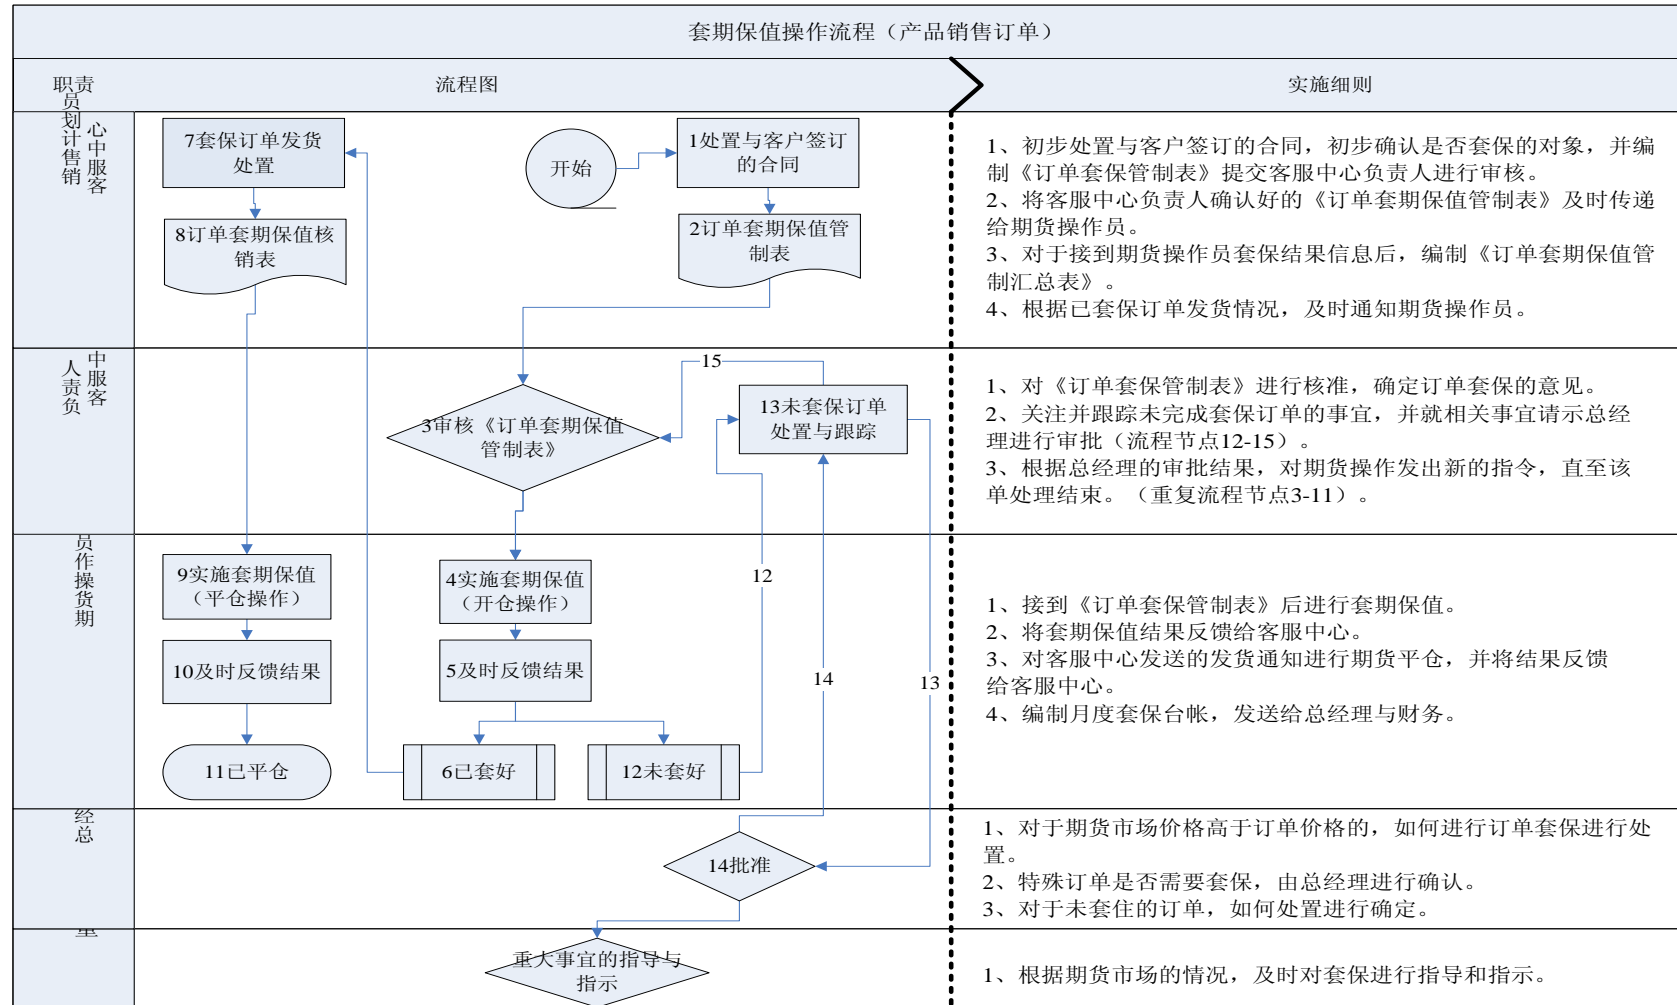 套期保值操作流程（产品销售订单）
职责
流程图
实施细则
客服中心
销售计划员
7套保订单发货
处置
开始
1处置与客户签订
的合同
8订单套期保值核
销表
2订单套期保值管
制表
1、初步处置与客户签订的合同，初步确认是否套保的对象，并编
制《订单套保管制表》提交客服中心负责人进行审核。
2、将客服中心负责人确认好的《订单套期保值管制表》及时传递
给期货操作员。
3、对于接到期货操作员套保结果信息后，编制《订单套期保值管
制汇总表》。
4、根据已套保订单发货情况，及时通知期货操作员。
客服中
负责人
15
3审核《订单套期保值
管制表》
13未套保订单
处置与跟踪
1、对《订单套保管制表》进行核准，确定订单套保的意见。
2、关注并跟踪未完成套保订单的事宜，并就相关事宜请示总经
理进行审批（流程节点12-15）。
3、根据总经理的审批结果，对期货操作发出新的指令，直至该
单处理结束。（重复流程节点3-11）。
期货操作员
9实施套期保值
（平仓操作）
4实施套期保值
（开仓操作）
12
10及时反馈结果
5及时反馈结果
14
13
11已平仓
6已套好
12未套好
1、接到《订单套保管制表》后进行套期保值。
2、将套期保值结果反馈给客服中心。
3、对客服中心发送的发货通知进行期货平仓，并将结果反馈
给客服中心。
4、编制月度套保台帐，发送给总经理与财务。
总经
14批准
1、对于期货市场价格高于订单价格的，如何进行订单套保进行处
置。
2、特殊订单是否需要套保，由总经理进行确认。
3、对于未套住的订单，如何处置进行确定。
重大事宜的指导与
指示
1、根据期货市场的情况，及时对套保进行指导和指示。